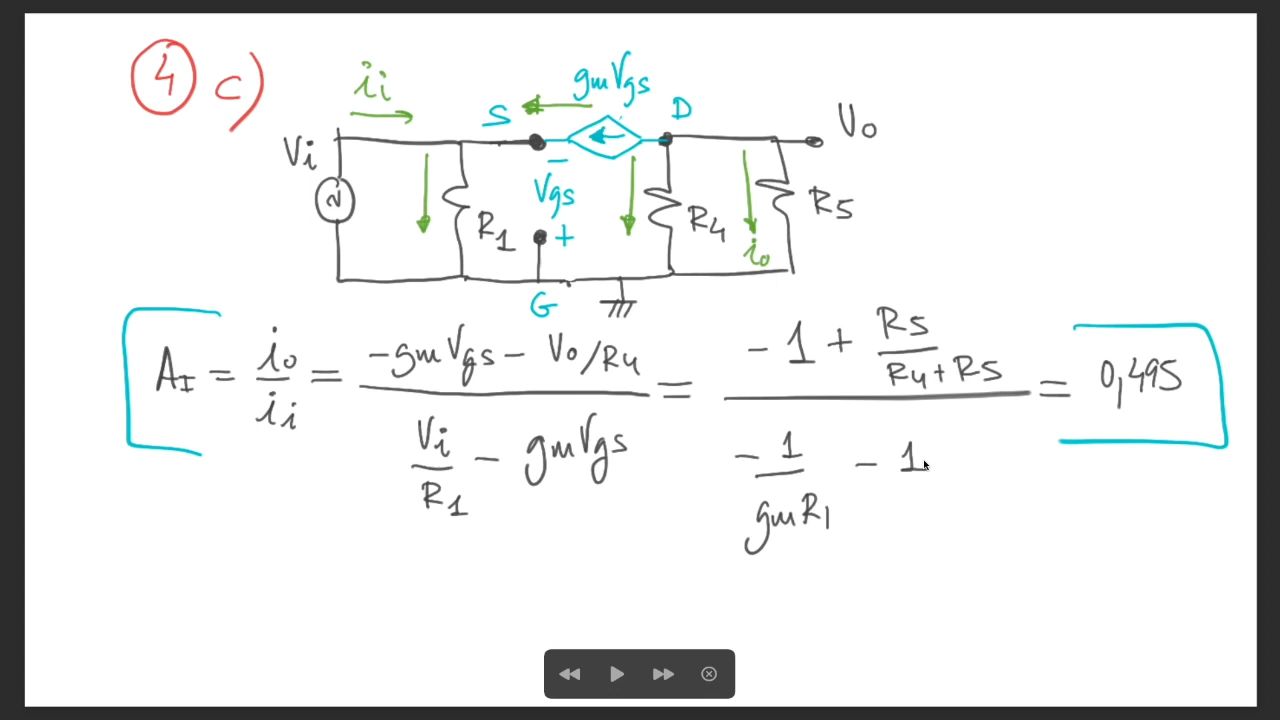 4 c)
ii
gmVgs
S
D
Vo
Vi
-
Vgs
+
R1
R4
R5
io
G
AI = io/ii = (-gmVgs - Vo/R4)/(Vi/R1 - gmVgs) = (-1 + R5/(R4+R5))/(-1/gmR1 - 1) = 0,495